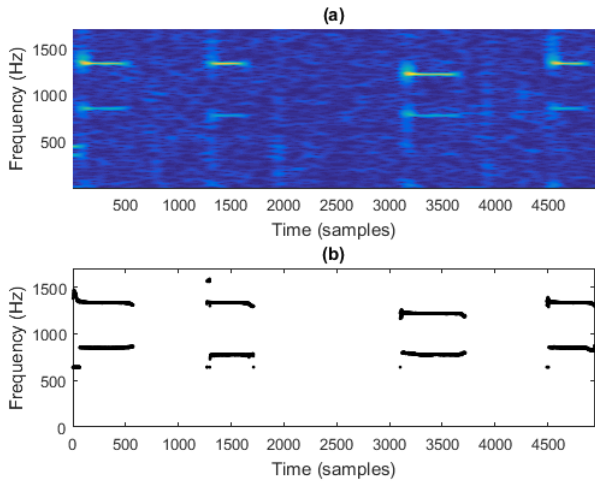 (a)
1500
1000
500
Frequency (Hz)
500 1000 1500 2000 2500 3000 3500 4000 4500
Time (samples)
(b)
1500
1000
500
0
Frequency (Hz)
0 500 1000 1500 2000 2500 3000 3500 4000 4500
Time (samples)